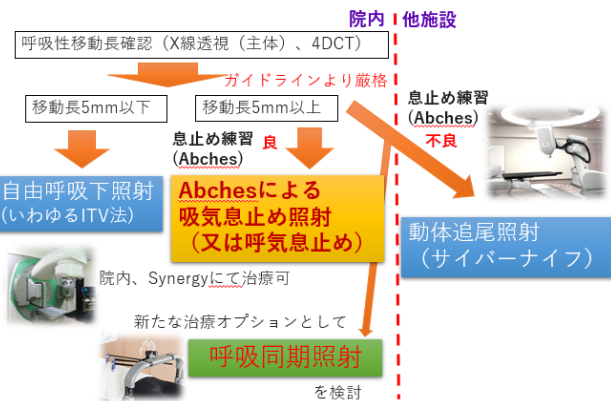 院内
他施設
呼吸性移動長確認（X線透視（主体）、4DCT）
ガイドラインより厳格
移動長5mm以下
移動長5mm以上
息止め練習
(Abches)
良
息止め練習
(Abches)
不良
自由呼吸下照射
(いわゆるITV法)
Abchesによる
吸気息止め照射
（又は呼気息止め）
動体追尾照射
（サイバーナイフ）
院内、Synergyにて治療可
新たな治療オプションとして
呼吸同期照射
を検討